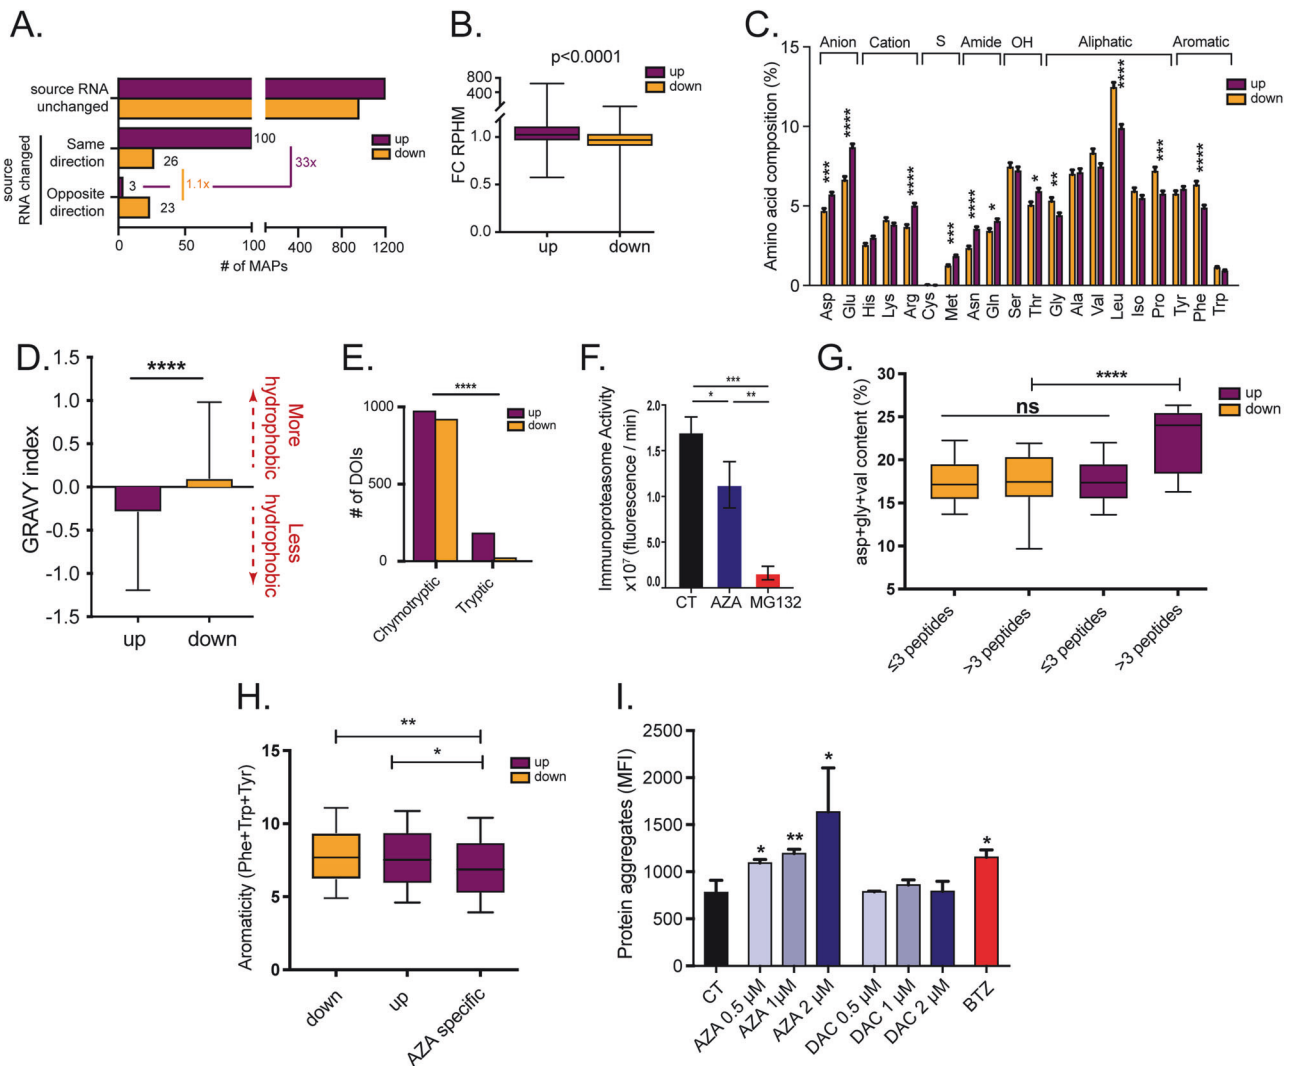 A.
source RNA
unchanged
source
RNA changed
Same
direction
Opposite
direction
100
26
3
23
33x
1.1x
up
down
0
50
100
400
800
1200
# of MAPs
B.
p<0.0001
up
down
FC RPHM
800
400
1.0
0.5
0.0
up
down
C.
Anion
Cation
S
Amide
OH
Aliphatic
Aromatic
Amino acid composition (%)
15
10
5
0
***
****
****
***
****
*
*
**
****
***
****
up
down
Asp
Glu
His
Lys
Arg
Cys
Met
Asn
Gln
Ser
Thr
Gly
Ala
Val
Leu
Iso
Pro
Tyr
Phe
Trp
D.
GRAVY index
1.5
1.0
0.5
0.0
-0.5
-1.0
-1.5
****
More
hydrophobic
Less
hydrophobic
up
down
E.
****
# of DOIs
1000
500
0
up
down
Chymotryptic
Tryptic
F.
***
*
**
Immunoproteasome Activity
x10⁷ (fluorescence / min)
2.0
1.5
1.0
5.0
0.0
CT
AZA
MG132
G.
asp+gly+val content (%)
30
25
20
15
10
5
****
ns
up
down
≤3 peptides
>3 peptides
≤3 peptides
>3 peptides
H.
**
*
Aromaticity (Phe+Trp+Tyr)
15
10
5
0
up
down
down
up
AZA specific
I.
Protein aggregates (MFI)
2500
2000
1500
1000
500
0
*
**
*
*
CT
AZA 0.5 µM
AZA 1µM
AZA 2 µM
DAC 0.5 µM
DAC 1 µM
DAC 2 µM
BTZ